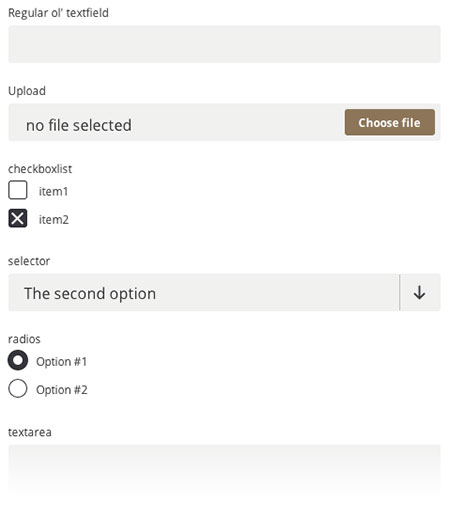 Regular ol' textfield
Upload
no file selected
Choose file
checkboxlist
item1
item2
selector
The second option
radios
Option #1
Option #2
textarea